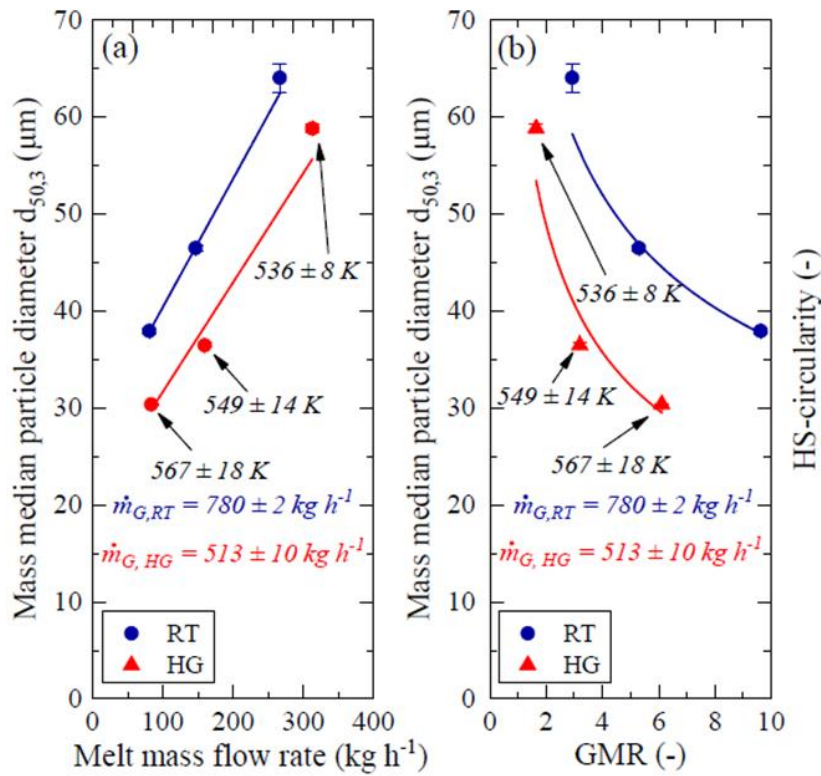 (a)
Mass median particle diameter d50,3 (µm)
70
60
50
40
30
20
10
0
536 ± 8 K
549 ± 14 K
567 ± 18 K
ṁG,RT = 780 ± 2 kg h-1
ṁG, HG = 513 ± 10 kg h-1
RT
HG
0 100 200 300 400
Melt mass flow rate (kg h-1)
(b)
Mass median particle diameter d50,3 (µm)
70
60
50
40
30
20
10
0
536 ± 8 K
549 ± 14 K
567 ± 18 K
ṁG,RT = 780 ± 2 kg h-1
ṁG, HG = 513 ± 10 kg h-1
RT
HG
0 2 4 6 8 10
GMR (-)
HS-circularity (-)